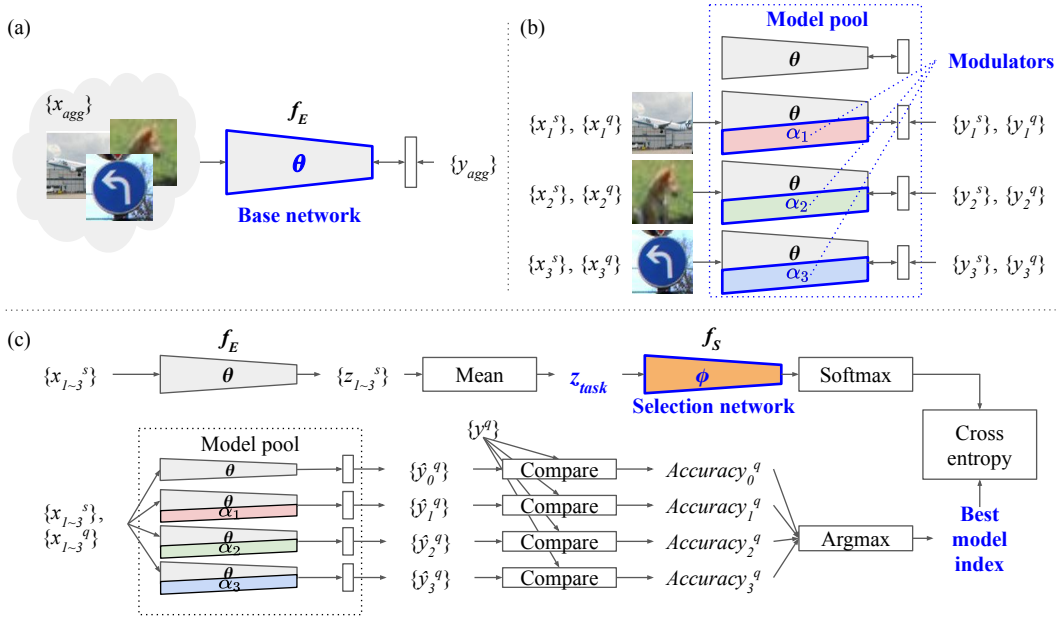 (a)
{x_agg}
f_E
θ
Base network
{y_agg}
(b)
Model pool
θ
Modulators
{x_1^s}, {x_1^q}
θ
α_1
{y_1^s}, {y_1^q}
{x_2^s}, {x_2^q}
θ
α_2
{y_2^s}, {y_2^q}
{x_3^s}, {x_3^q}
θ
α_3
{y_3^s}, {y_3^q}
(c)
f_E
f_S
{x_1~3^s}
θ
{z_1~3^s}
Mean
z_task
ϕ
Softmax
Selection network
Cross
entropy
{y^q}
Model pool
θ
{ŷ_0^q}
Compare
Accuracy_0^q
{x_1~3^s},
{x_1~3^q}
θ
α_1
{ŷ_1^q}
Compare
Accuracy_1^q
θ
α_2
{ŷ_2^q}
Compare
Accuracy_2^q
θ
α_3
{ŷ_3^q}
Compare
Accuracy_3^q
Argmax
Best
model
index